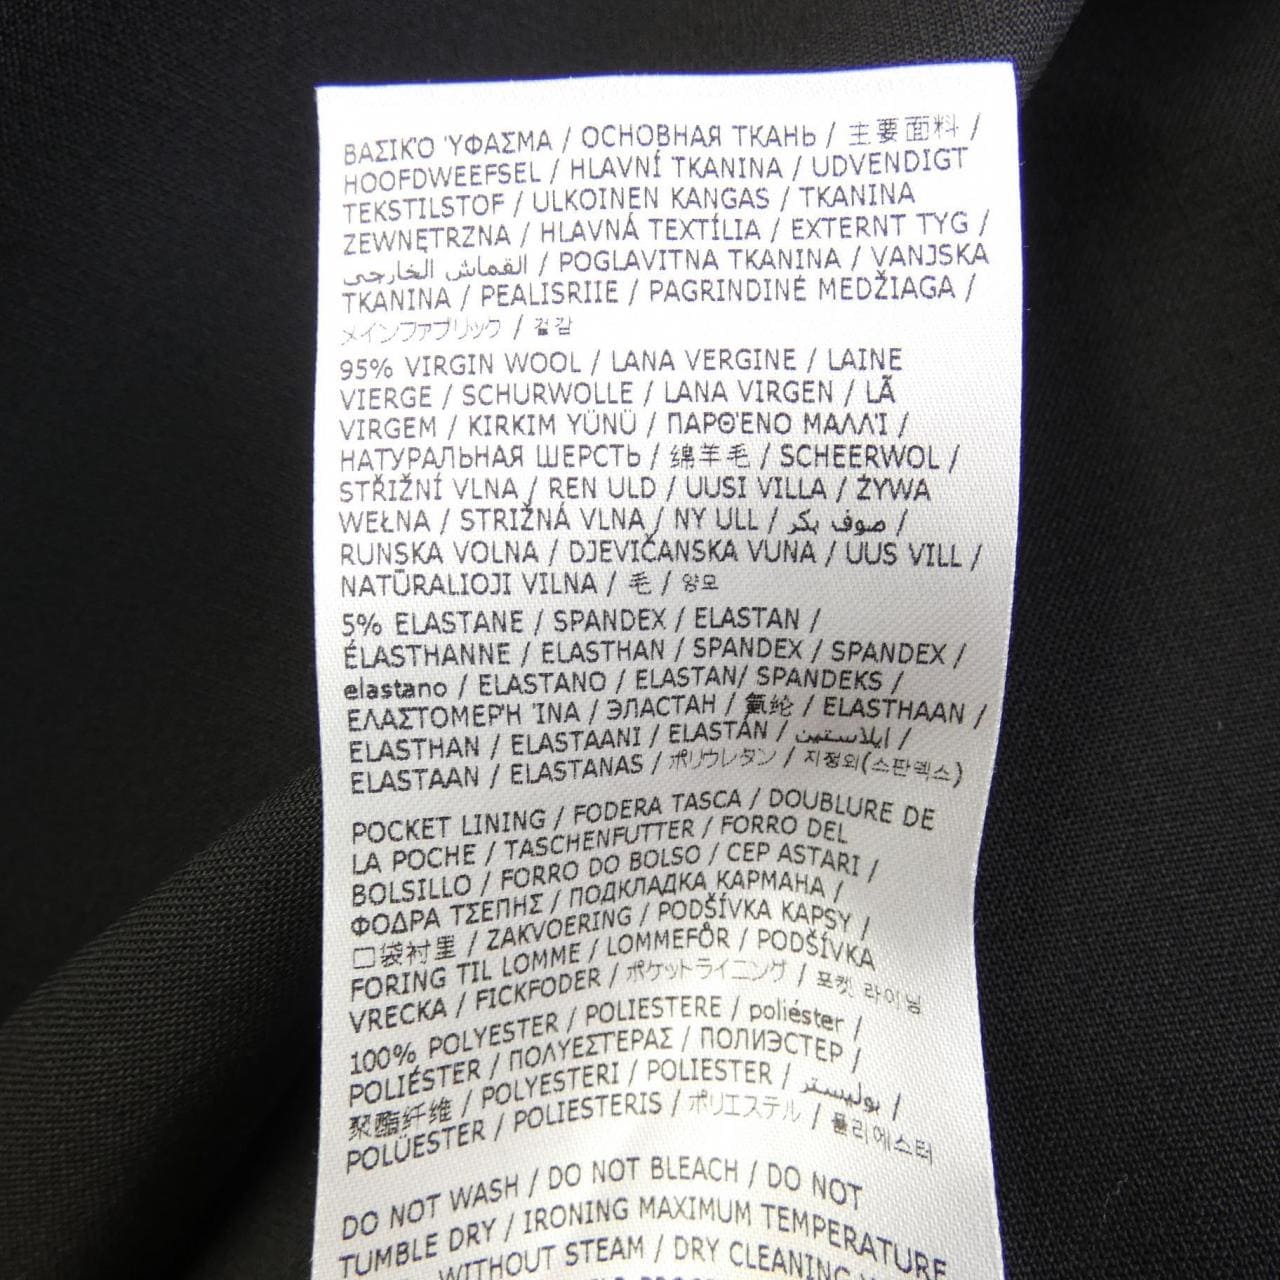 ΒΑΣΙΚΌ ΎΦΑΣΜΑ / ОСНОВНАЯ ТКАНЬ / 主要面料 /
HOOFDWEEFSEL / HLAVNÍ TKANINA / UDVENDIGT
TEKSTILSTOF / ULKOINEN KANGAS / TKANINA
ZEWNĘTRZNA / HLAVNÁ TEXTÍLIA / EXTERNT TYG /
القماش الخارجى / POGLAVITNA TKANINA / VANJSKA
TKANINA / PEALISRIIE / PAGRINDINĖ MEDŽIAGA /
メインファブリック / 겉감
95% VIRGIN WOOL / LANA VERGINE / LAINE
VIERGE / SCHURWOLLE / LANA VIRGEN / LÃ
VIRGEM / KIRKIM YÜNÜ / ΠΑΡΘΈΝΟ ΜΑΛΛΊ /
НАТУРАЛЬНАЯ ШЕРСТЬ / 绵羊毛 / SCHEERWOL /
STŘIŽNÍ VLNA / REN ULD / UUSI VILLA / ŻYWA
WEŁNA / STRIŽNÁ VLNA / NY ULL / صوف بكر /
RUNSKA VOLNA / DJEVIČANSKA VUNA / UUS VILL /
NATŪRALIOJI VILNA / 毛 / 양모
5% ELASTANE / SPANDEX / ELASTAN /
ÉLASTHANNE / ELASTHAN / SPANDEX / SPANDEX /
elastano / ELASTANO / ELASTAN/ SPANDEKS /
ΕΛΑΣΤΟΜΕΡΉ ΊΝΑ / ЭЛАСТАН / 氨纶 / ELASTHAAN /
ELASTHAN / ELASTAANI / ELASTÁN / ايلاستين /
ELASTAAN / ELASTANAS / ポリウレタン / 지정외(스판덱스)
POCKET LINING / FODERA TASCA / DOUBLURE DE
LA POCHE / TASCHENFUTTER / FORRO DEL
BOLSILLO / FORRO DO BOLSO / CEP ASTARI /
ΦΟΔΡΑ ΤΣΕΠΗΣ / ПОДКЛАДКА КАРМАНА /
口袋衬里 / ZAKVOERING / PODŠÍVKA KAPSY /
FORING TIL LOMME / LOMMEFÔR / PODŠÍVKA
VRECKA / FICKFODER / ポケットライニング / 포켓 라이닝
100% POLYESTER / POLIESTERE / poliéster /
POLIÉSTER / ΠΟΛΥΕΣΤΕΡΑΣ / ПОЛИЭСТЕР /
聚酯纤维 / POLYESTERI / POLIESTER / بوليستر /
POLÜESTER / POLIESTERIS / ポリエステル / 폴리에스터
DO NOT WASH / DO NOT BLEACH / DO NOT
TUMBLE DRY / IRONING MAXIMUM TEMPERATURE
WITHOUT STEAM / DRY CLEANING